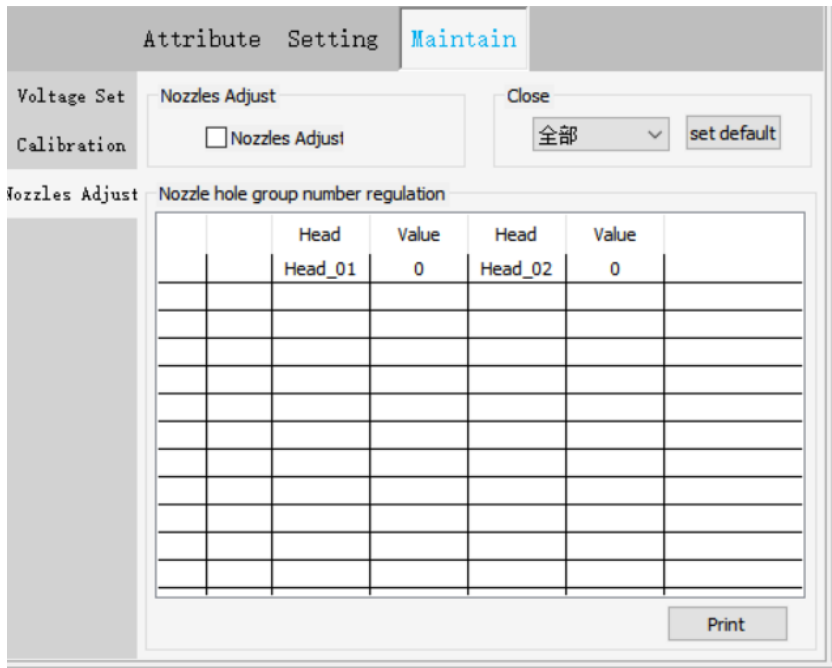 Attribute Setting Maintain
Voltage Set
Calibration
Nozzles Adjust
Nozzles Adjust
Nozzles Adjust
Close
全部
set default
Nozzle hole group number regulation
Head Value Head Value
Head_01 0 Head_02 0
Print